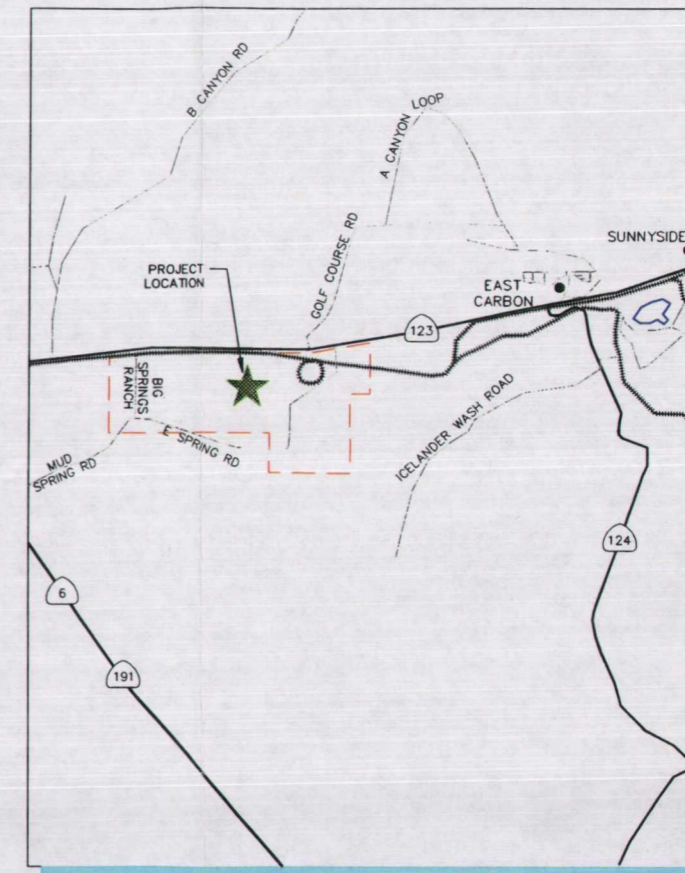 B CANYON RD
A CANYON LOOP
GOLF COURSE RD
SUNNYSIDE
PROJECT
LOCATION
EAST
CARBON
123
BIG
SPRINGS
RANCH
E SPRING RD
MUD
SPRING RD
ICELANDER WASH ROAD
124
6
191